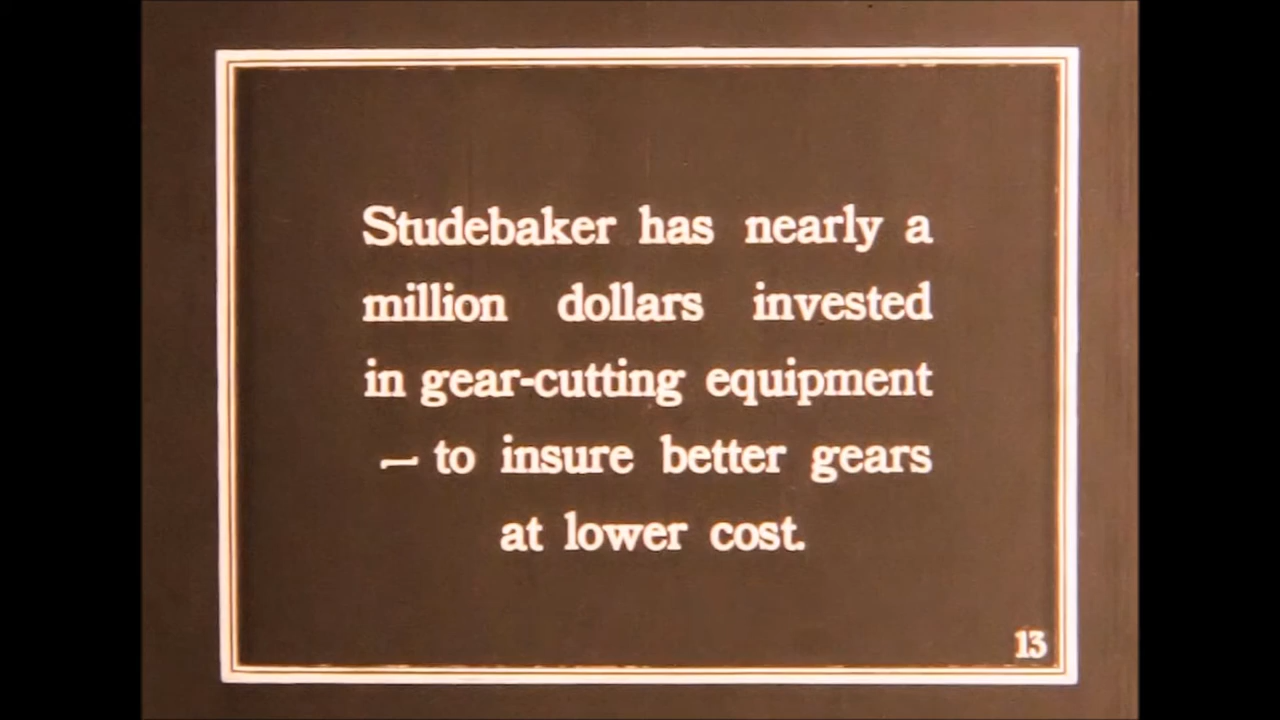 Studebaker has nearly a
million dollars invested
in gear-cutting equipment
— to insure better gears
at lower cost.
13